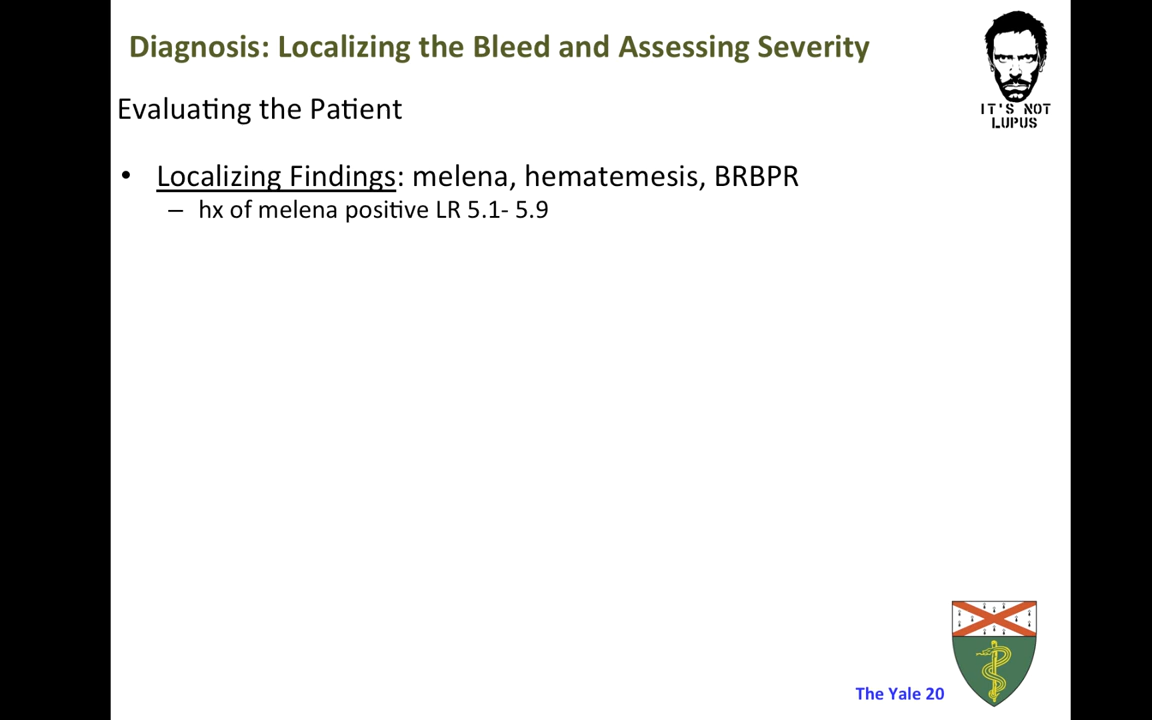 Diagnosis: Localizing the Bleed and Assessing Severity
IT'S NOT
LUPUS
Evaluating the Patient
• Localizing Findings: melena, hematemesis, BRBPR
– hx of melena positive LR 5.1- 5.9
The Yale 20